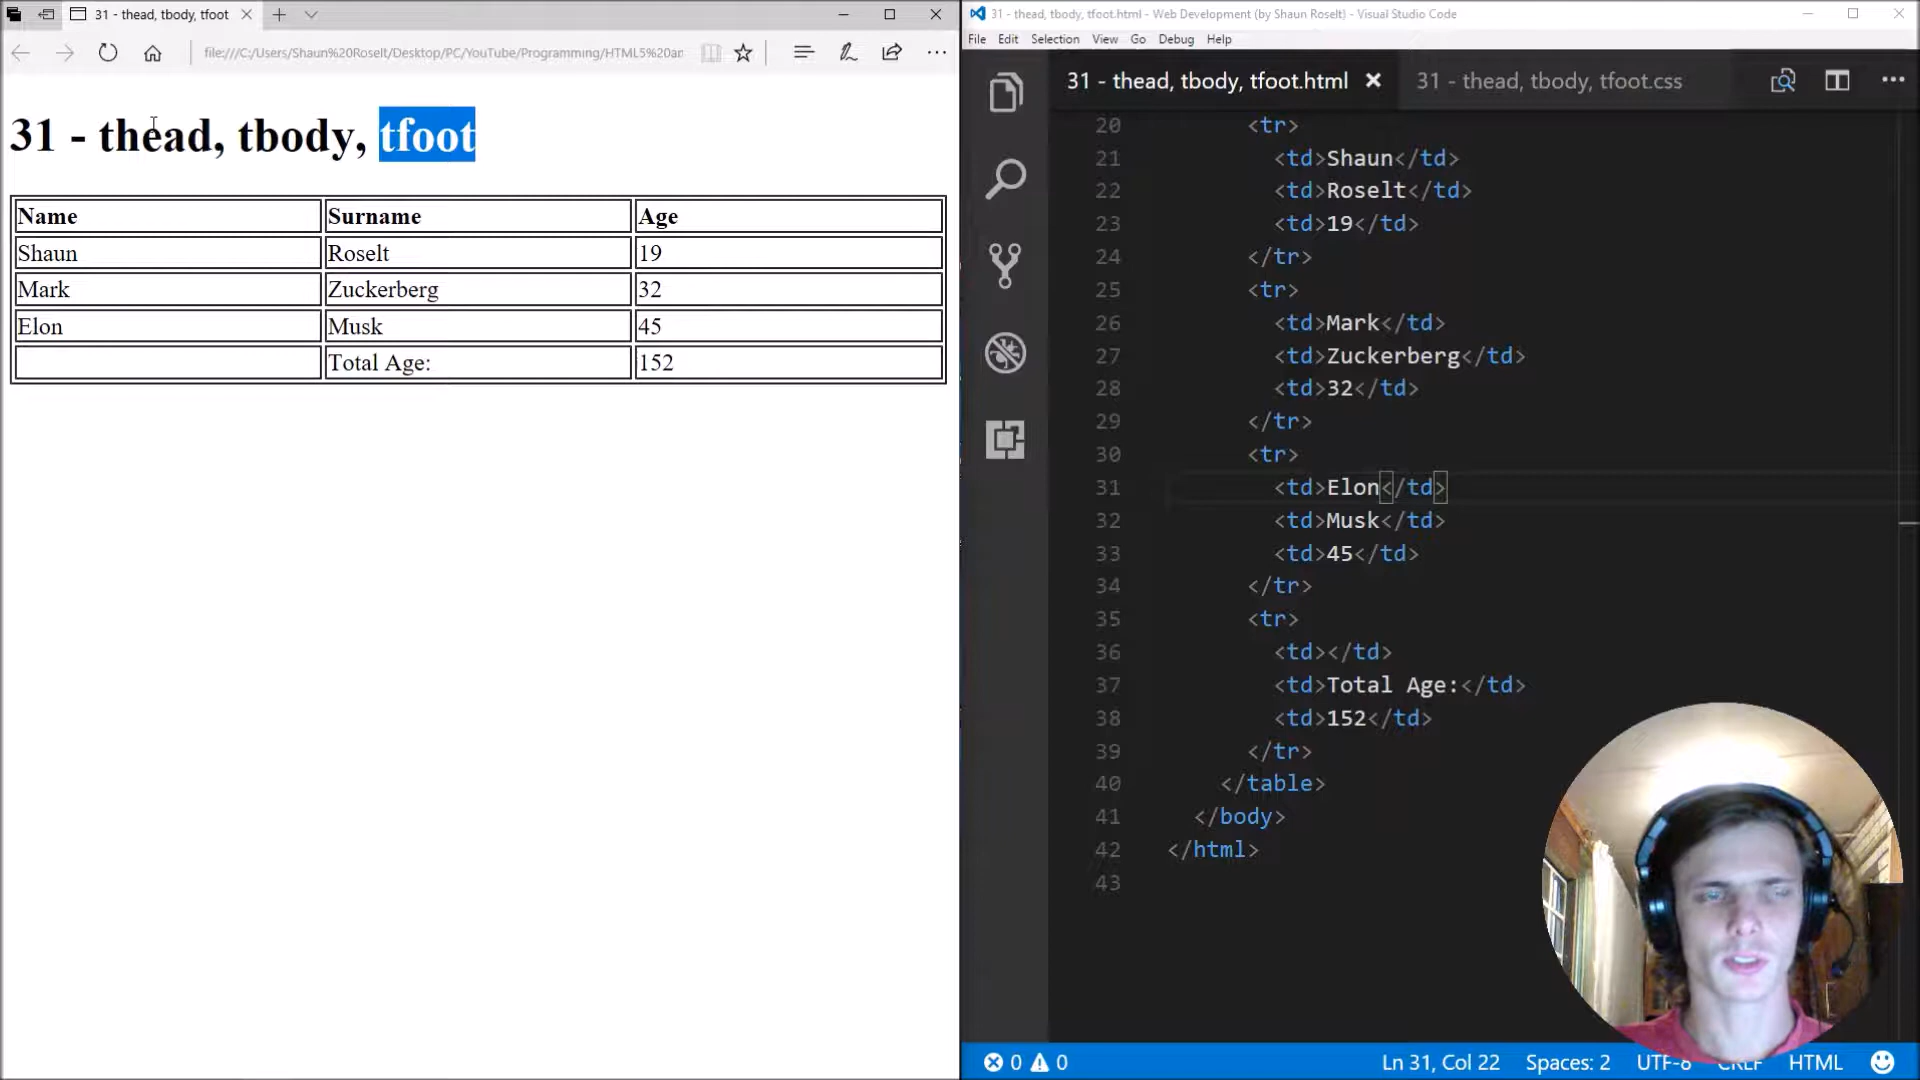 31 - thead, tbody, tfoot
file:///C:/Users/Shaun%20Roselt/Desktop/PC/YouTube/Programming/HTML5%20an
31 - thead, tbody, tfoot
Name Surname Age
Shaun Roselt 19
Mark Zuckerberg 32
Elon Musk 45
Total Age: 152
31 - thead, tbody, tfoot.html - Web Development (by Shaun Roselt) - Visual Studio Code
File Edit Selection View Go Debug Help
31 - thead, tbody, tfoot.html 31 - thead, tbody, tfoot.css
20 <tr>
21 <td>Shaun</td>
22 <td>Roselt</td>
23 <td>19</td>
24 </tr>
25 <tr>
26 <td>Mark</td>
27 <td>Zuckerberg</td>
28 <td>32</td>
29 </tr>
30 <tr>
31 <td>Elon</td>
32 <td>Musk</td>
33 <td>45</td>
34 </tr>
35 <tr>
36 <td></td>
37 <td>Total Age:</td>
38 <td>152</td>
39 </tr>
40 </table>
41 </body>
42 </html>
43
0 0 Ln 31, Col 22 Spaces: 2 UTF-8 CRLF HTML